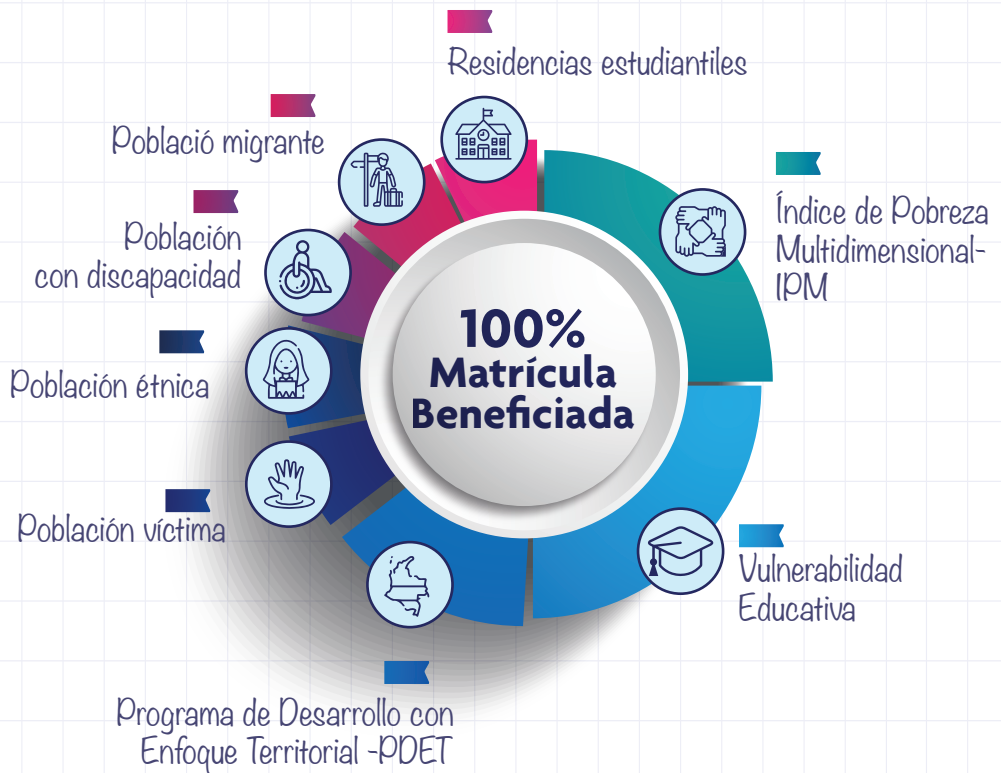 Residencias estudiantiles
Població migrante
Población
con discapacidad
Población étnica
Población víctima
Programa de Desarrollo con
Enfoque Territorial -PDET
Vulnerabilidad
Educativa
Índice de Pobreza
Multidimensional-
IPM
100%
Matrícula
Beneficiada